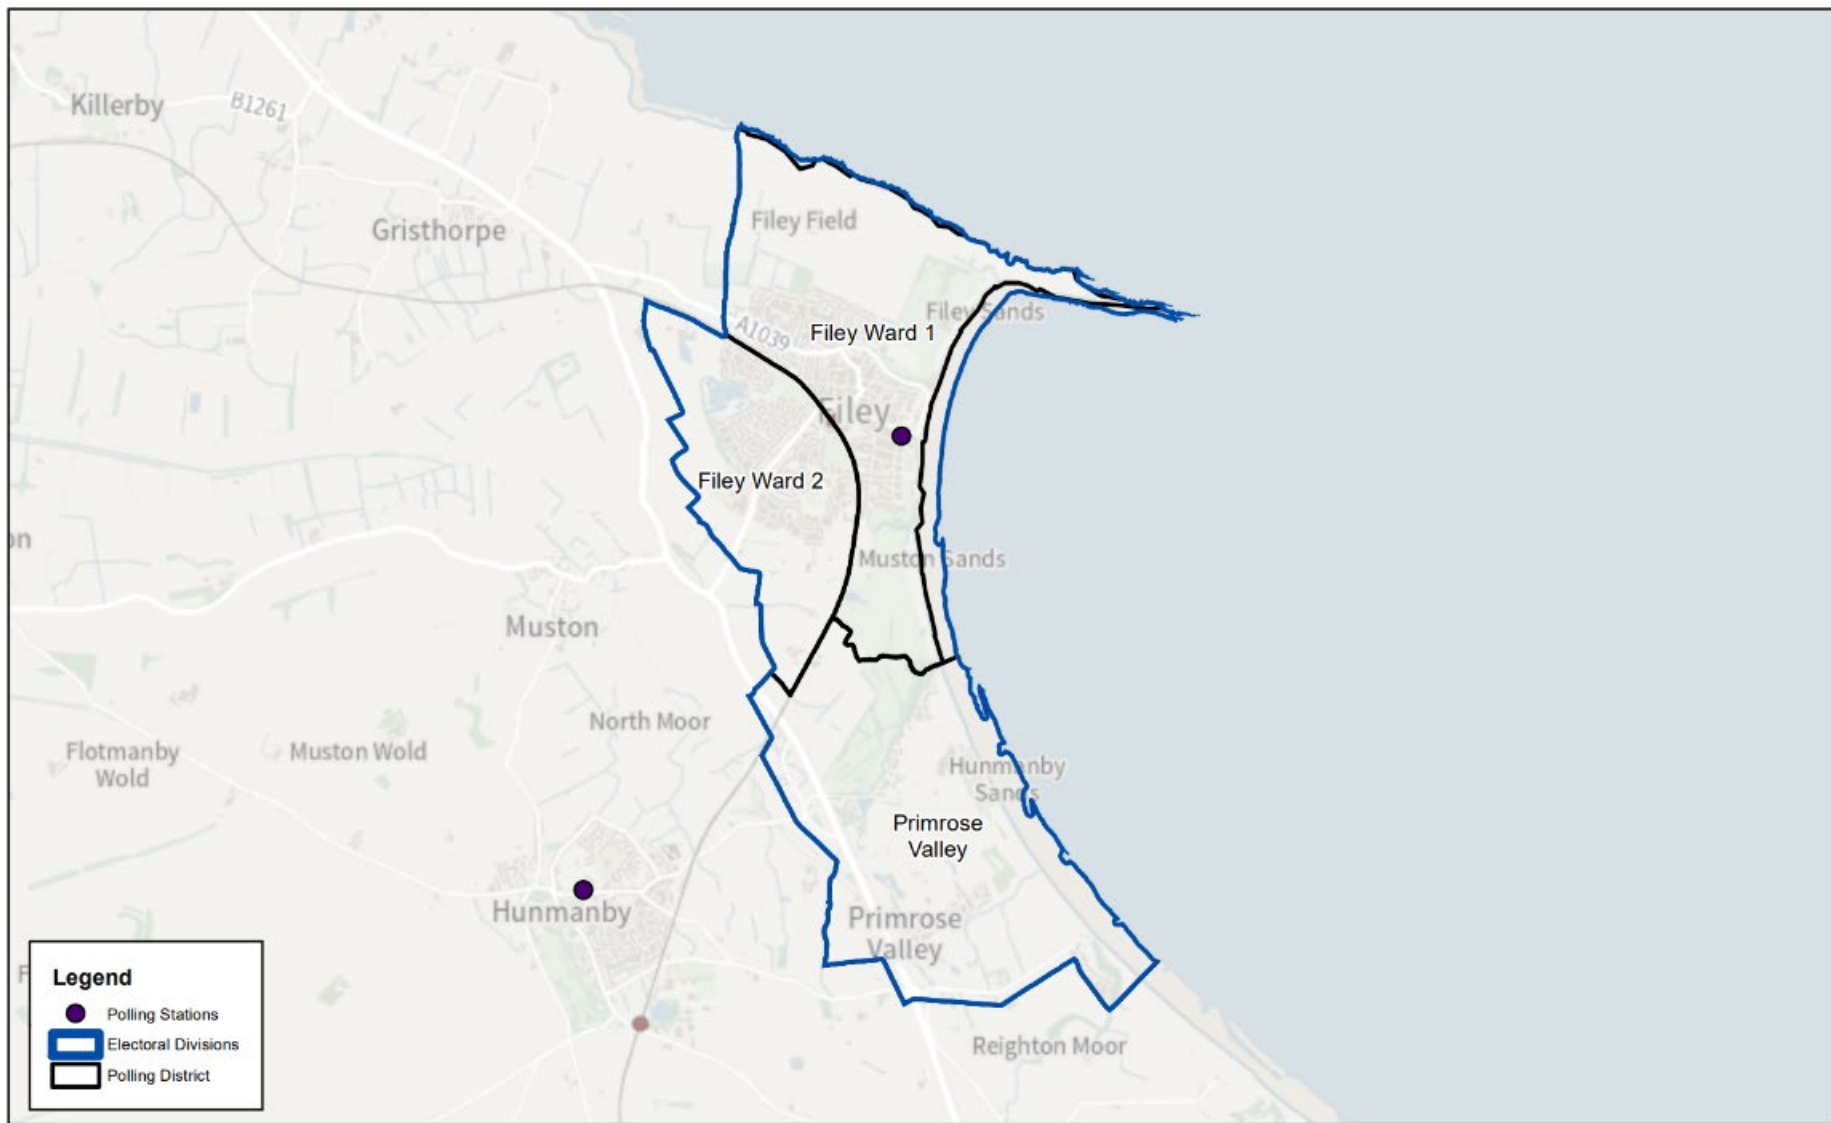 Killerby
B1261
Filey Field
Gristhorpe
Filey Sands
A1039
Filey Ward 1
Filey
Filey Ward 2
on
Muston Sands
Muston
North Moor
Flotmanby
Wold
Muston Wold
Hunmanby
Sands
Primrose
Valley
Hunmanby
Primrose
Valley
Reighton Moor
F
Legend
Polling Stations
Electoral Divisions
Polling District